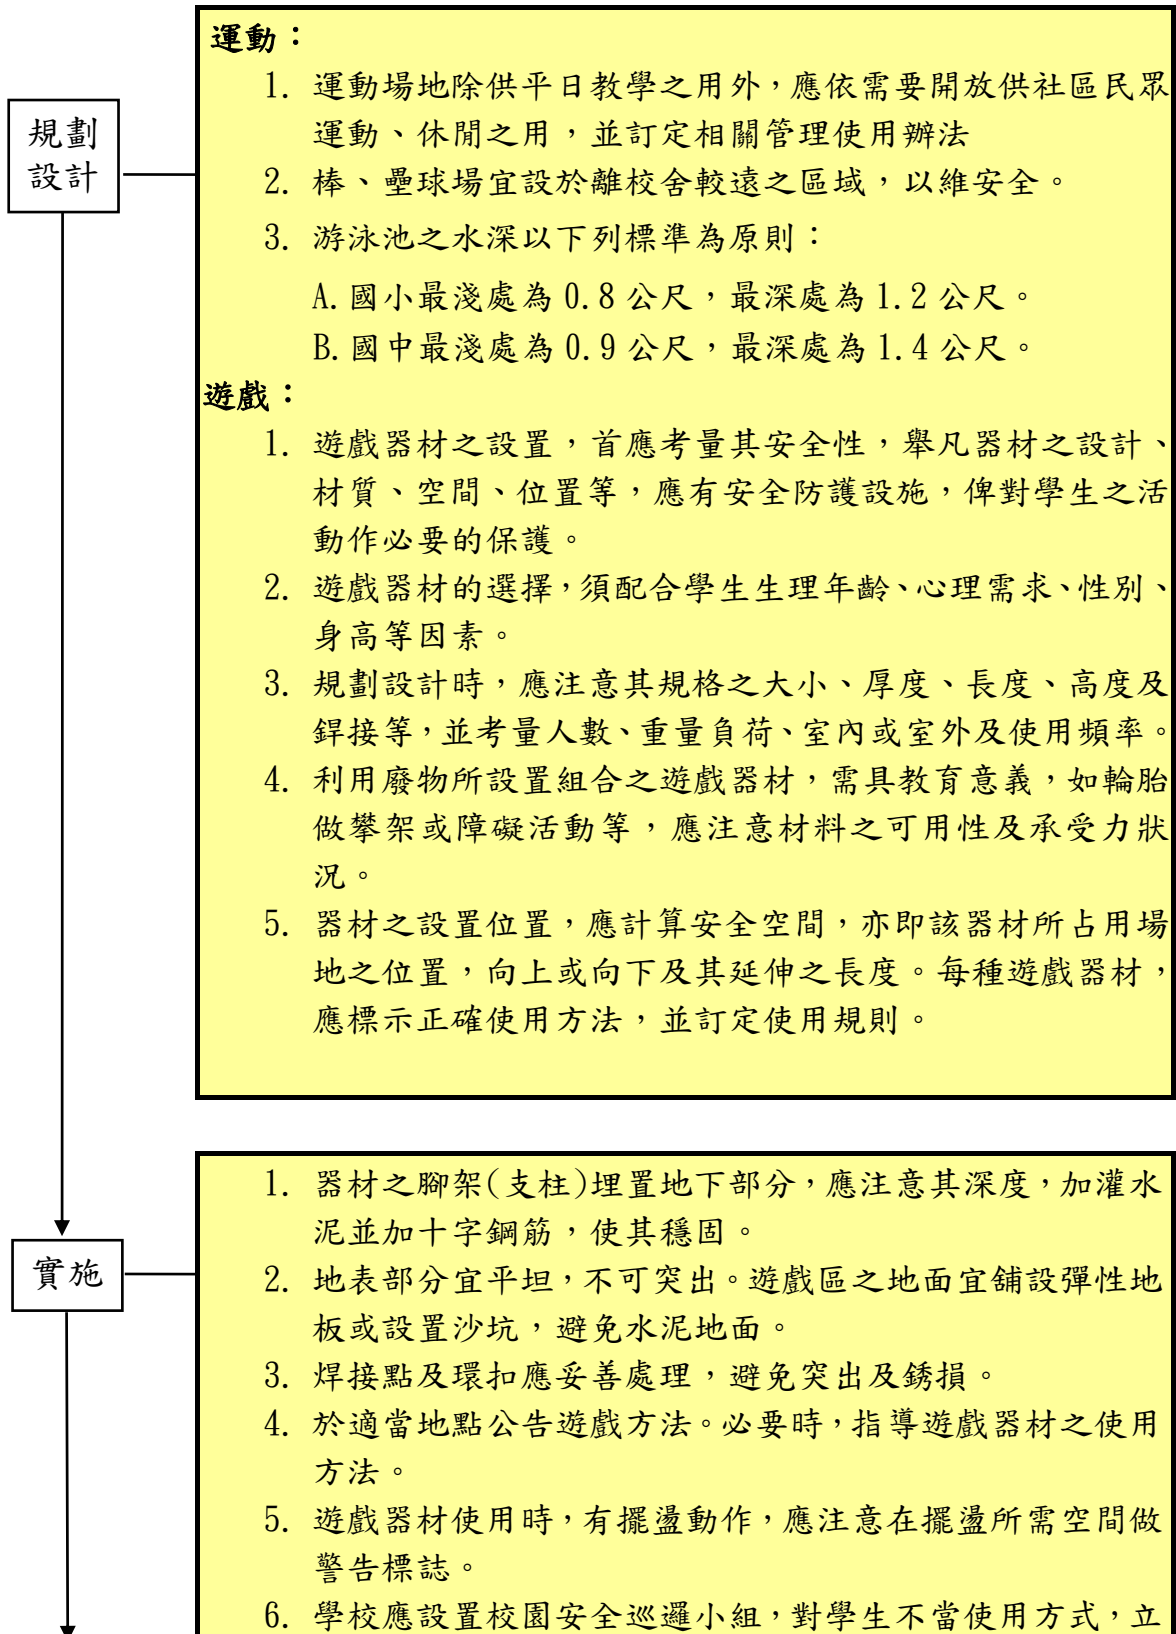 運動：
1. 運動場地除供平日教學之用外，應依需要開放供社區民眾
運動、休閒之用，並訂定相關管理使用辦法
2. 棒、壘球場宜設於離校舍較遠之區域，以維安全。
3. 游泳池之水深以下列標準為原則：
A.國小最淺處為 0.8 公尺，最深處為 1.2 公尺。
B.國中最淺處為 0.9 公尺，最深處為 1.4 公尺。
遊戲：
1. 遊戲器材之設置，首應考量其安全性，舉凡器材之設計、
材質、空間、位置等，應有安全防護設施，俾對學生之活
動作必要的保護。
2. 遊戲器材的選擇，須配合學生生理年齡、心理需求、性別、
身高等因素。
3. 規劃設計時，應注意其規格之大小、厚度、長度、高度及
銲接等，並考量人數、重量負荷、室內或室外及使用頻率。
4. 利用廢物所設置組合之遊戲器材，需具教育意義，如輪胎
做攀架或障礙活動等，應注意材料之可用性及承受力狀
況。
5. 器材之設置位置，應計算安全空間，亦即該器材所占用場
地之位置，向上或向下及其延伸之長度。每種遊戲器材，
應標示正確使用方法，並訂定使用規則。
規劃
設計
1. 器材之腳架(支柱)埋置地下部分，應注意其深度，加灌水
泥並加十字鋼筋，使其穩固。
2. 地表部分宜平坦，不可突出。遊戲區之地面宜舖設彈性地
板或設置沙坑，避免水泥地面。
3. 焊接點及環扣應妥善處理，避免突出及銹損。
4. 於適當地點公告遊戲方法。必要時，指導遊戲器材之使用
方法。
5. 遊戲器材使用時，有擺盪動作，應注意在擺盪所需空間做
警告標誌。
6. 學校應設置校園安全巡邏小組，對學生不當使用方式，立
實施